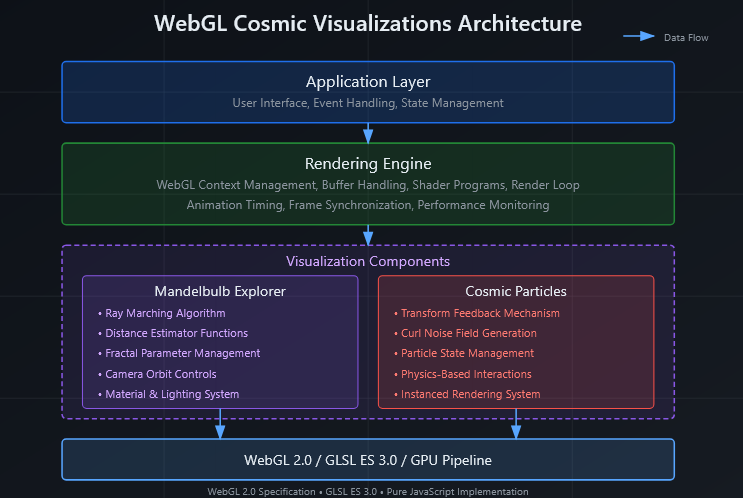 WebGL Cosmic Visualizations Architecture
Data Flow
Application Layer
User Interface, Event Handling, State Management
Rendering Engine
WebGL Context Management, Buffer Handling, Shader Programs, Render Loop
Animation Timing, Frame Synchronization, Performance Monitoring
Visualization Components
Mandelbulb Explorer
• Ray Marching Algorithm
• Distance Estimator Functions
• Fractal Parameter Management
• Camera Orbit Controls
• Material & Lighting System
Cosmic Particles
• Transform Feedback Mechanism
• Curl Noise Field Generation
• Particle State Management
• Physics-Based Interactions
• Instanced Rendering System
WebGL 2.0 / GLSL ES 3.0 / GPU Pipeline
WebGL 2.0 Specification • GLSL ES 3.0 • Pure JavaScript Implementation